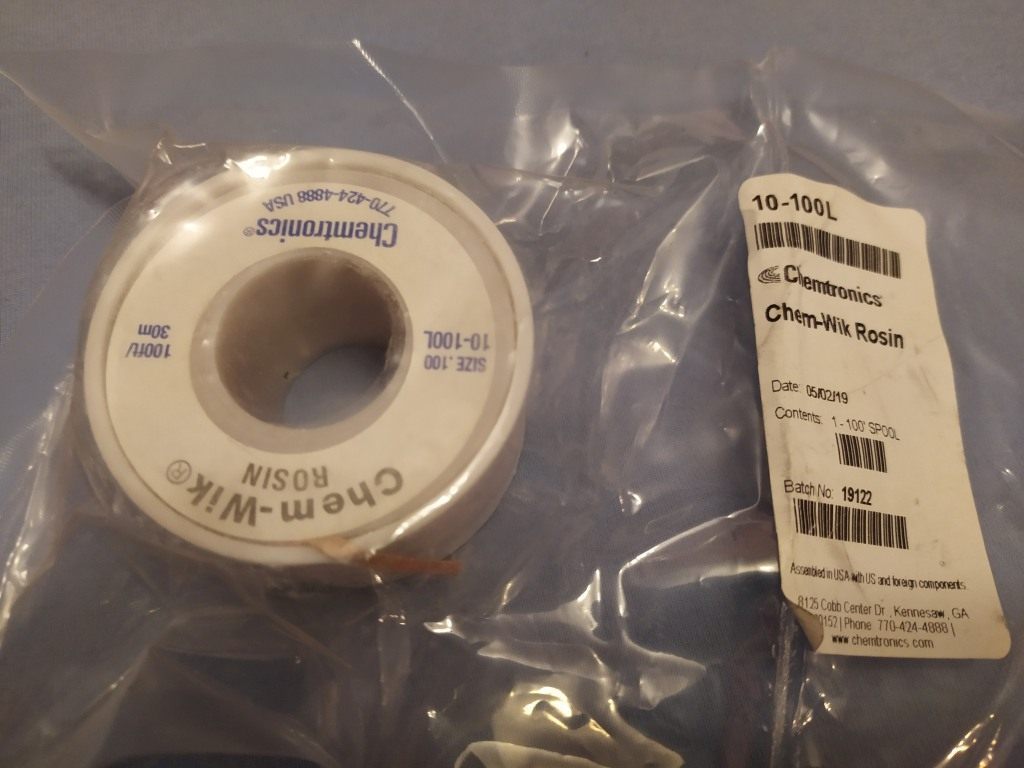 Chemtronics®
770-424-4888 USA
SIZE .100
10-100L
100ft/
30m
Chem-Wik®
ROSIN
10-100L
Chemtronics
Chem-Wik Rosin
Date: 05/02/19
Contents: 1 - 100' SPOOL
Batch No: 19122
Assembled in USA with US and foreign components.
8125 Cobb Center Dr , Kennesaw , GA
| Phone 770-424-4888 |
www chemtronics com